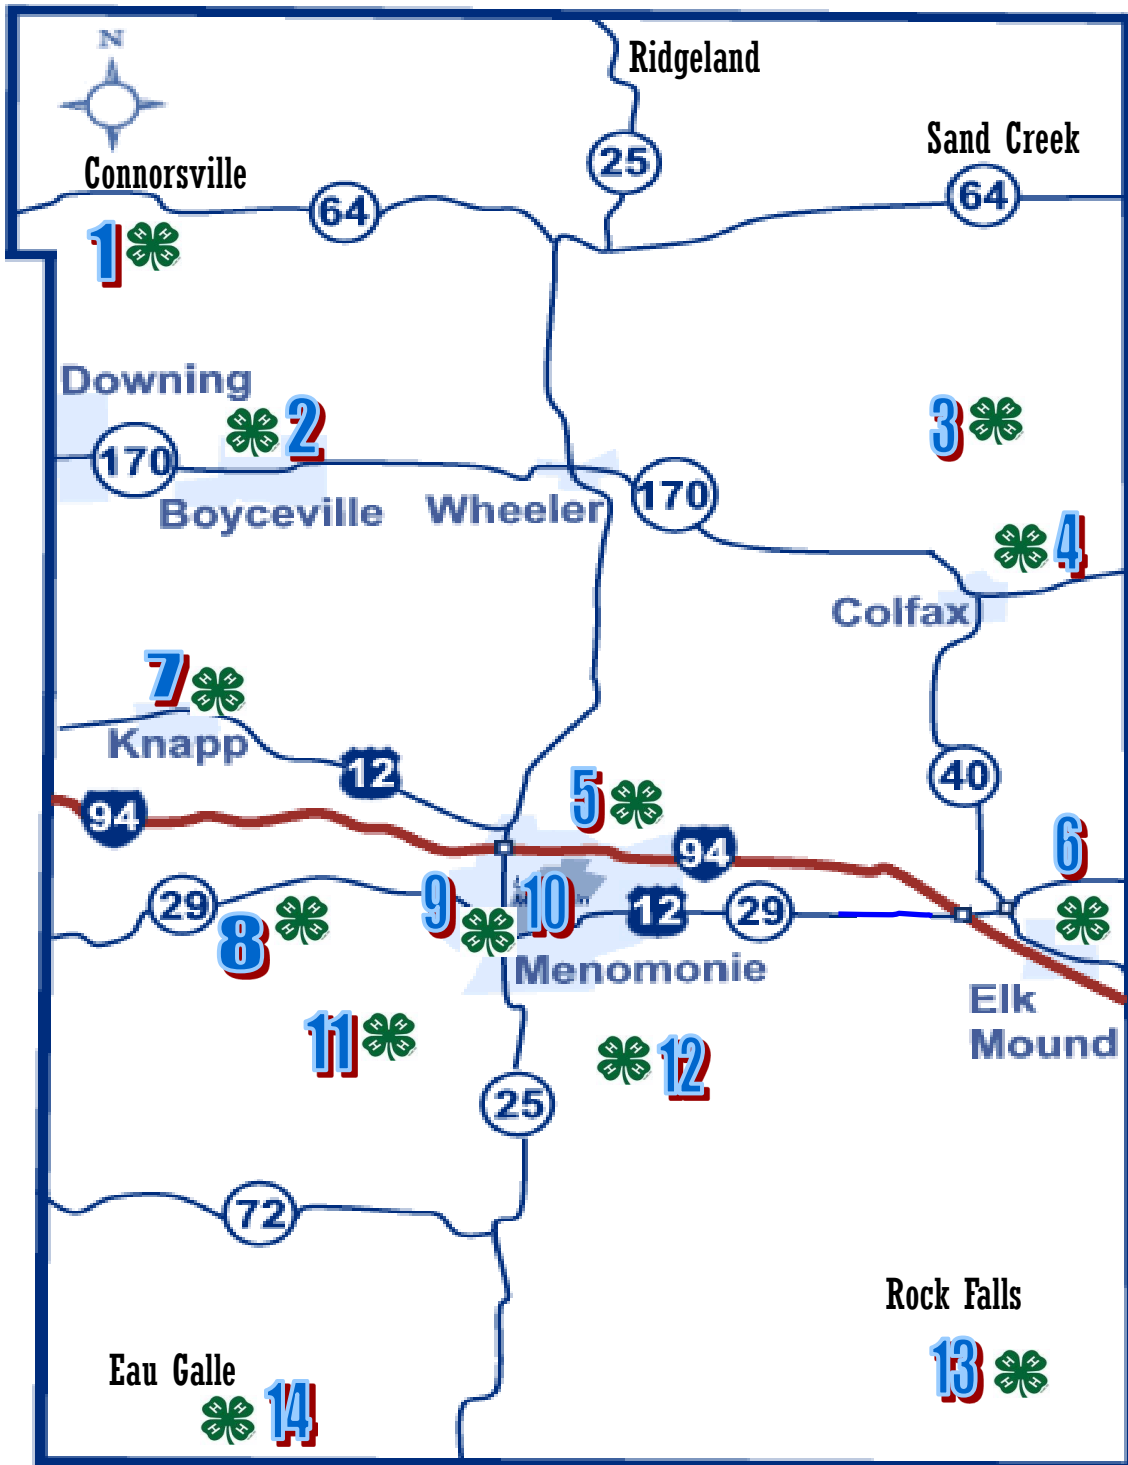 N
Ridgeland
Sand Creek
25
Connorsville
64
64
1
Downing
2
3
170
170
Boyceville
Wheeler
4
Colfax
7
Knapp
12
40
5
94
94
6
9
10
29
12
29
8
Menomonie
Elk
Mound
11
12
25
72
Rock Falls
13
Eau Galle
14